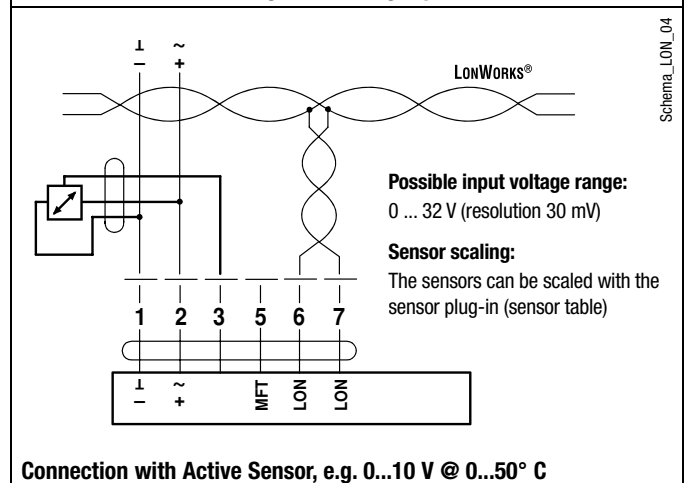 ⊥ ~
– +
LONWORKS®
Schema_LON_04
Possible input voltage range:
0 ... 32 V (resolution 30 mV)
Sensor scaling:
The sensors can be scaled with the
sensor plug-in (sensor table)
1 2 3 5 6 7
⊥ ~ MFT LON LON
– +
Connection with Active Sensor, e.g. 0...10 V @ 0...50° C